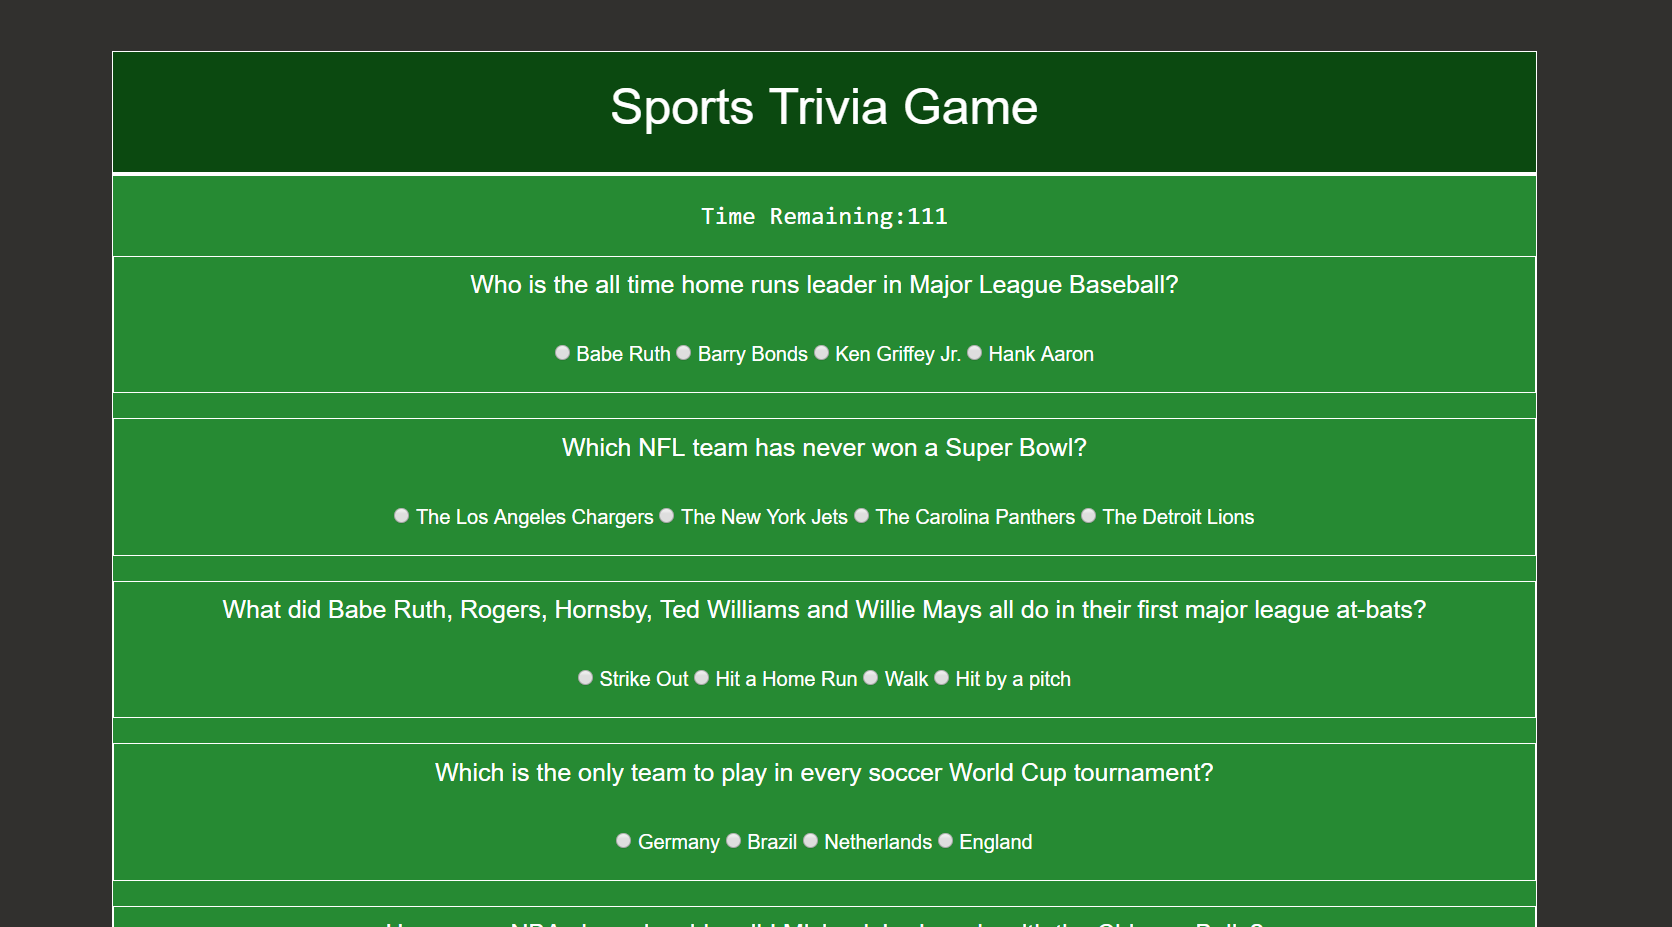 Sports Trivia Game
Time Remaining:111
Who is the all time home runs leader in Major League Baseball?
Babe Ruth Barry Bonds Ken Griffey Jr. Hank Aaron
Which NFL team has never won a Super Bowl?
The Los Angeles Chargers The New York Jets The Carolina Panthers The Detroit Lions
What did Babe Ruth, Rogers, Hornsby, Ted Williams and Willie Mays all do in their first major league at-bats?
Strike Out Hit a Home Run Walk Hit by a pitch
Which is the only team to play in every soccer World Cup tournament?
Germany Brazil Netherlands England